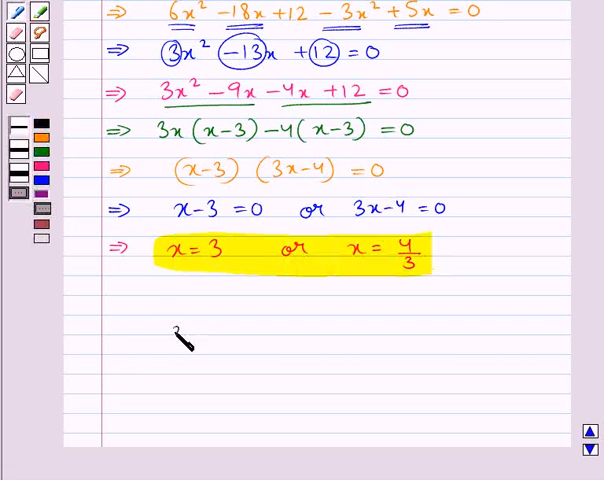 ⇒ 6x² -18x +12 - 3x² +5x = 0
⇒ 3x² -13x +12 = 0
⇒ 3x² -9x -4x +12 = 0
⇒ 3x(x-3) -4(x-3) = 0
⇒ (x-3) (3x-4) = 0
⇒ x-3 = 0 or 3x-4 = 0
⇒ x = 3 or x = 4/3